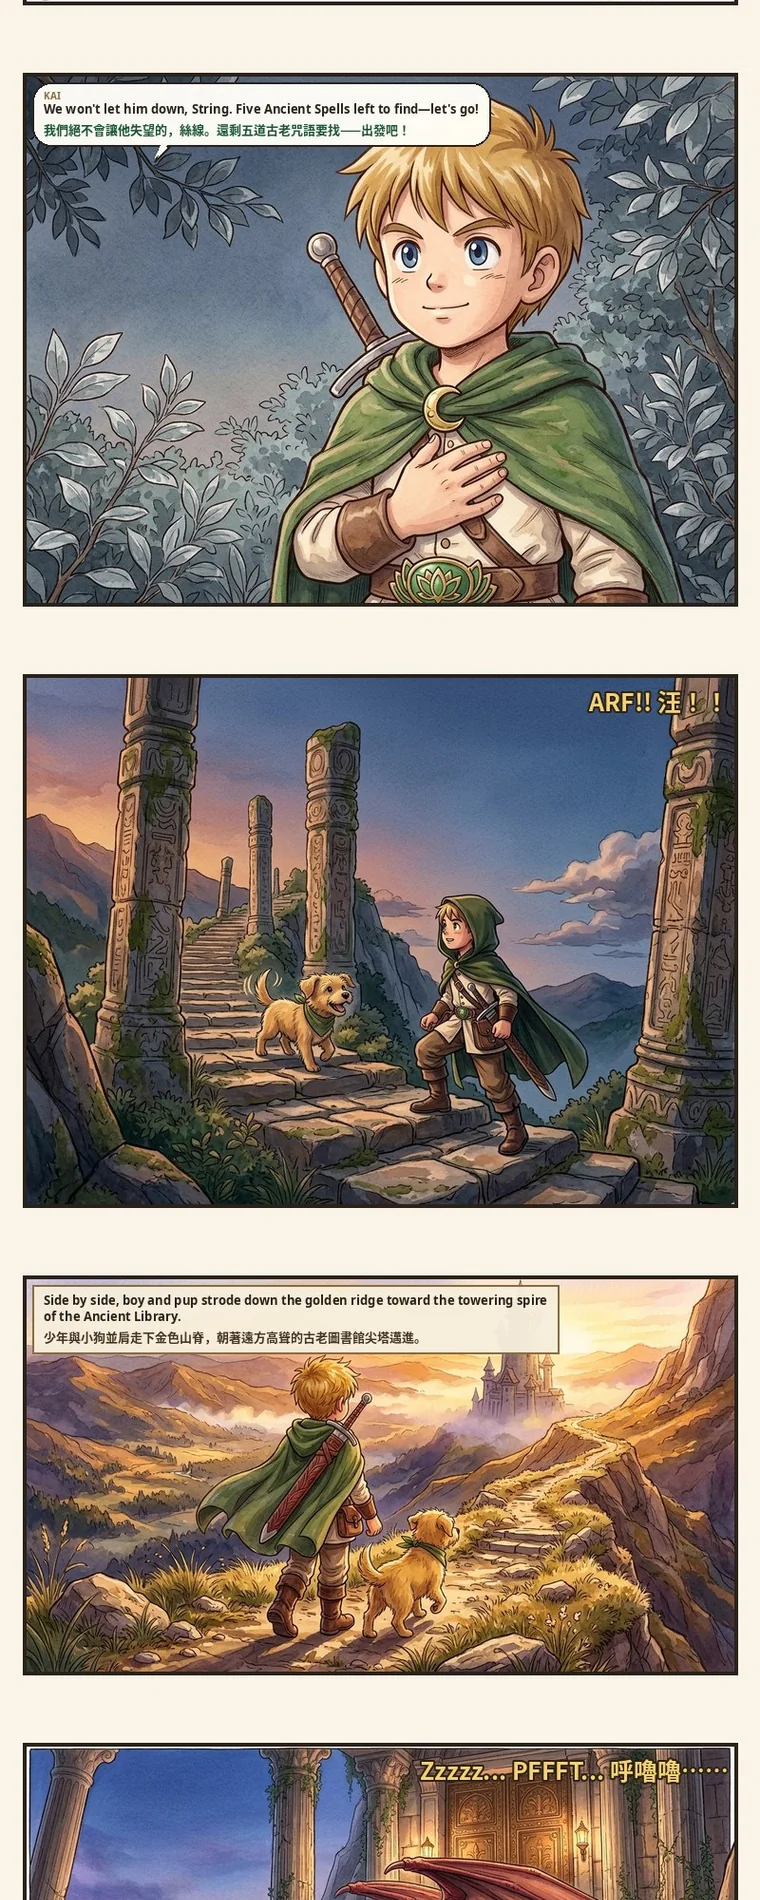 KAI
We won't let him down, String. Five Ancient Spells left to find—let's go!
我們絕不會讓他失望的，絲線。還剩五道古老咒語要找——出發吧！
ARF!! 汪！！
Side by side, boy and pup strode down the golden ridge toward the towering spire
of the Ancient Library.
少年與小狗並肩走下金色山脊，朝著遠方高聳的古老圖書館尖塔邁進。
Zzzzz... PFFFT... 呼嚕嚕……